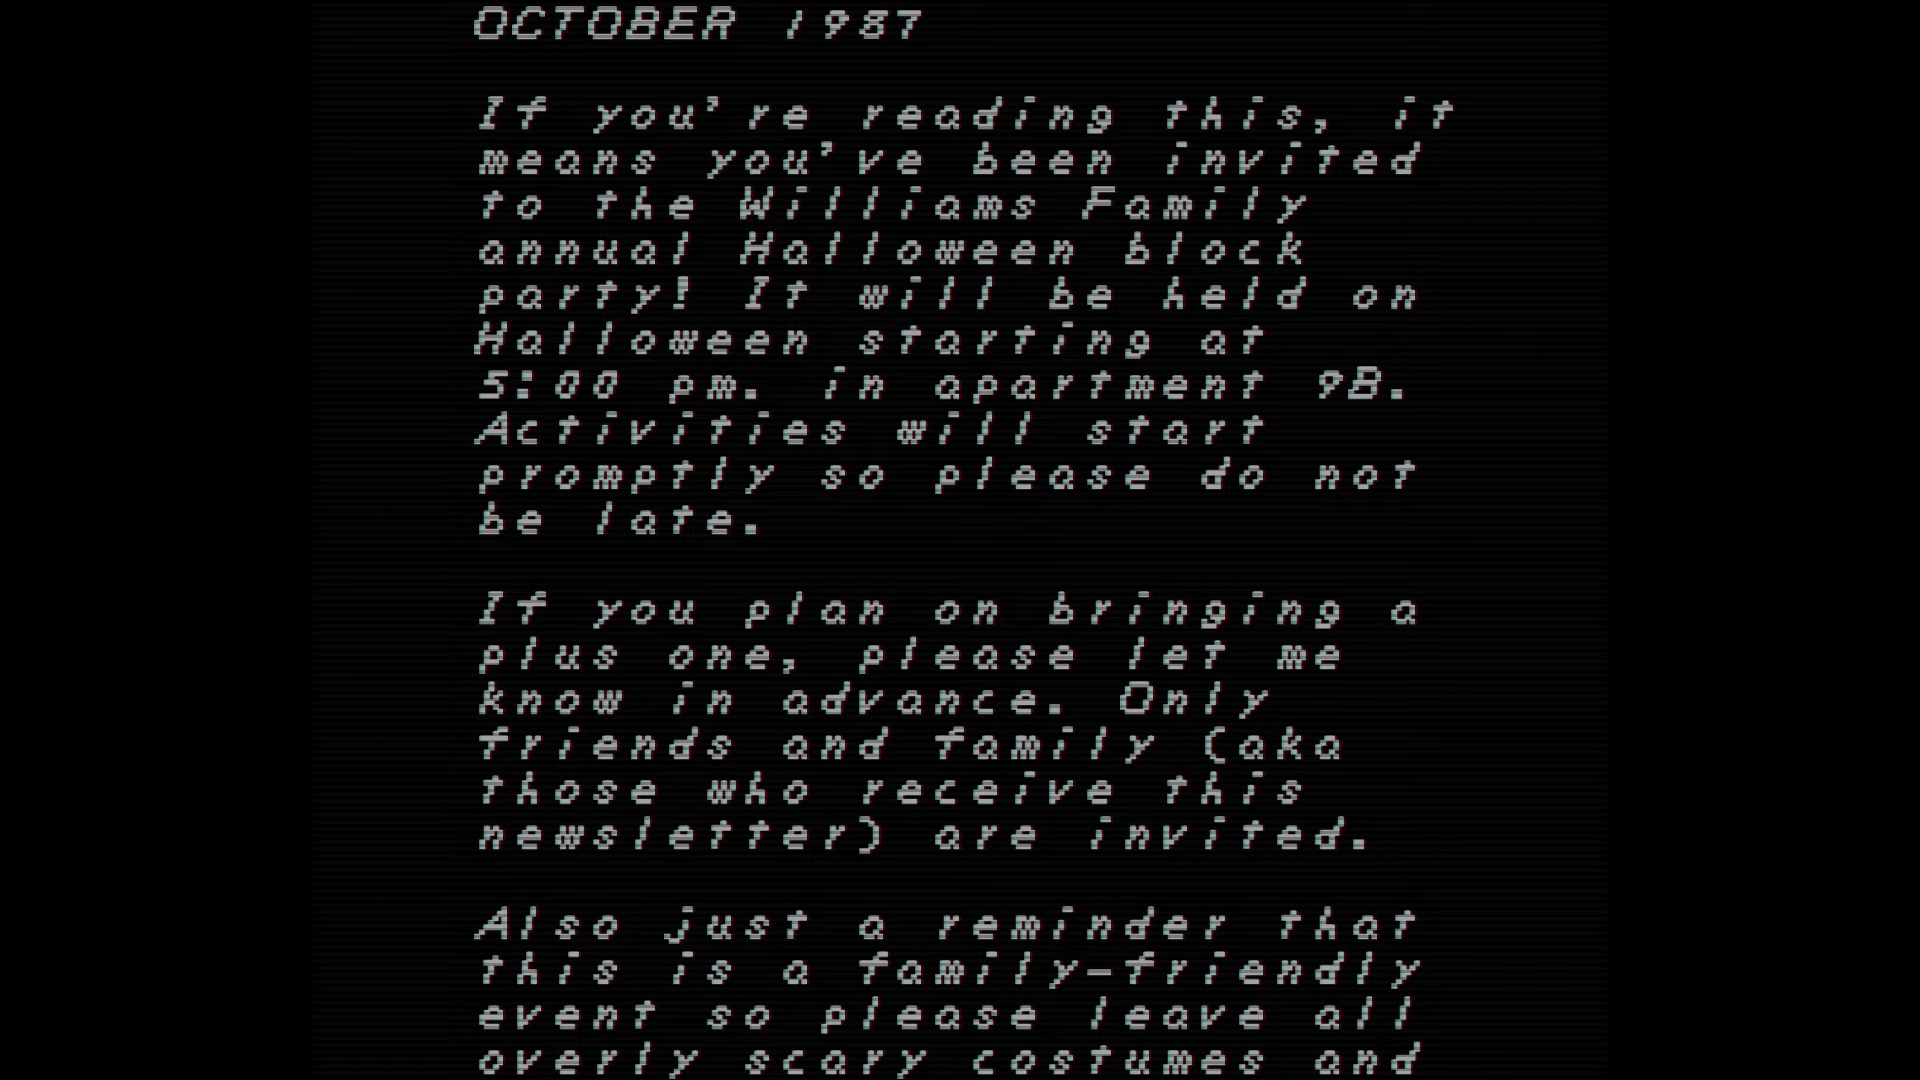 OCTOBER 1987
If you're reading this, it
means you've been invited
to the Williams Family
annual Halloween block
party! It will be held on
Halloween starting at
5:00 pm. in apartment 9B.
Activities will start
promptly so please do not
be late.
If you plan on bringing a
plus one, please let me
know in advance. Only
friends and family (aka
those who receive this
newsletter) are invited.
Also just a reminder that
this is a family-friendly
event so please leave all
overly scary costumes and